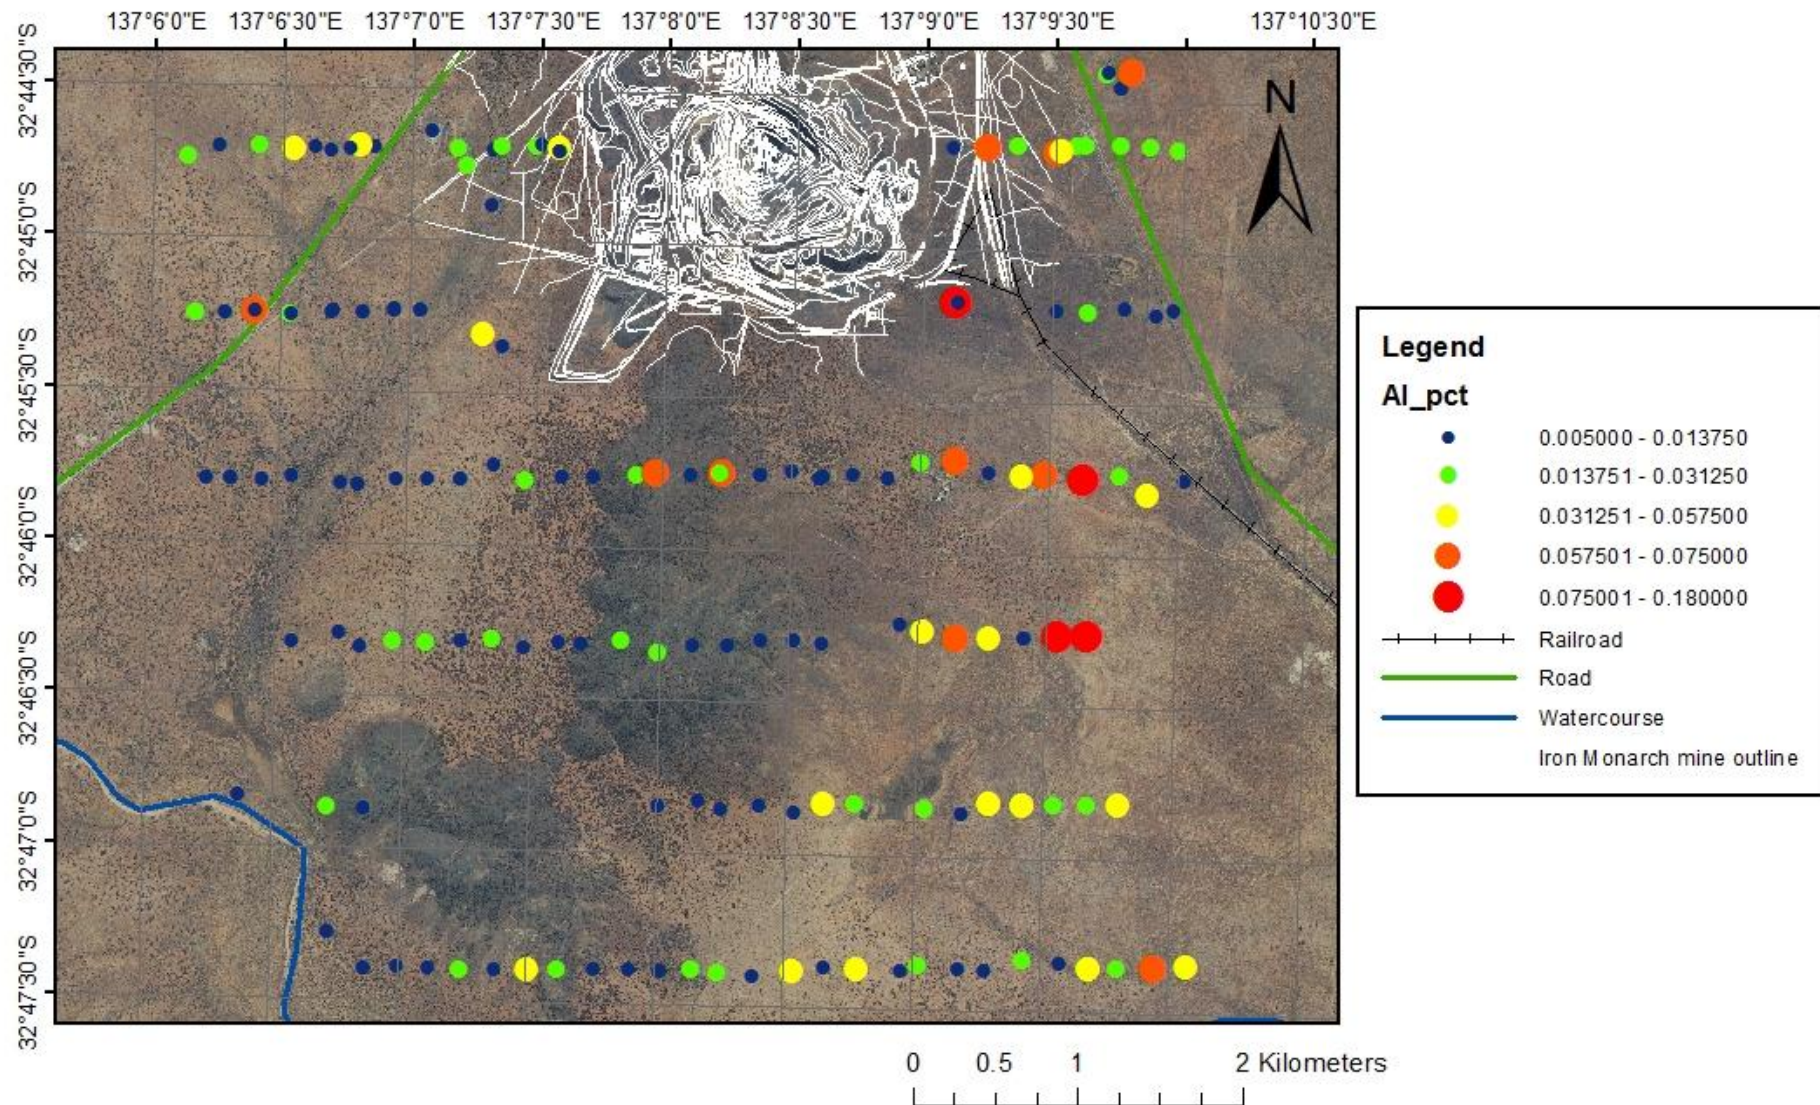 137°6'0"E 137°6'30"E 137°7'0"E 137°7'30"E 137°8'0"E 137°8'30"E 137°9'0"E 137°9'30"E 137°10'30"E
32°44'30"S
32°45'0"S
32°45'30"S
32°46'0"S
32°46'30"S
32°47'0"S
32°47'30"S
N
Legend
Al_pct
0.005000 - 0.013750
0.013751 - 0.031250
0.031251 - 0.057500
0.057501 - 0.075000
0.075001 - 0.180000
Railroad
Road
Watercourse
Iron Monarch mine outline
0 0.5 1 2 Kilometers